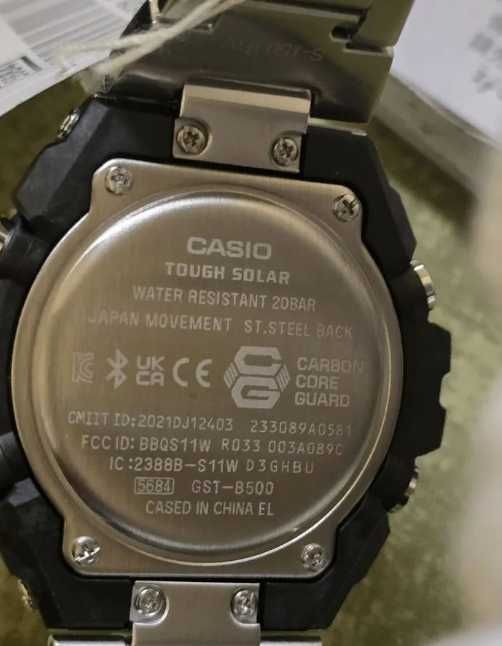 CASIO
TOUGH SOLAR
WATER RESISTANT 20BAR
JAPAN MOVEMENT ST.STEEL BACK
UK CA CE CG CARBON CORE GUARD
CMIIT ID:2021DJ12403 233089A0581
FCC ID: BBQS11W R033 003A089C
IC:2388B-S11W D3GHBU
5684 GST-B500
CASED IN CHINA EL